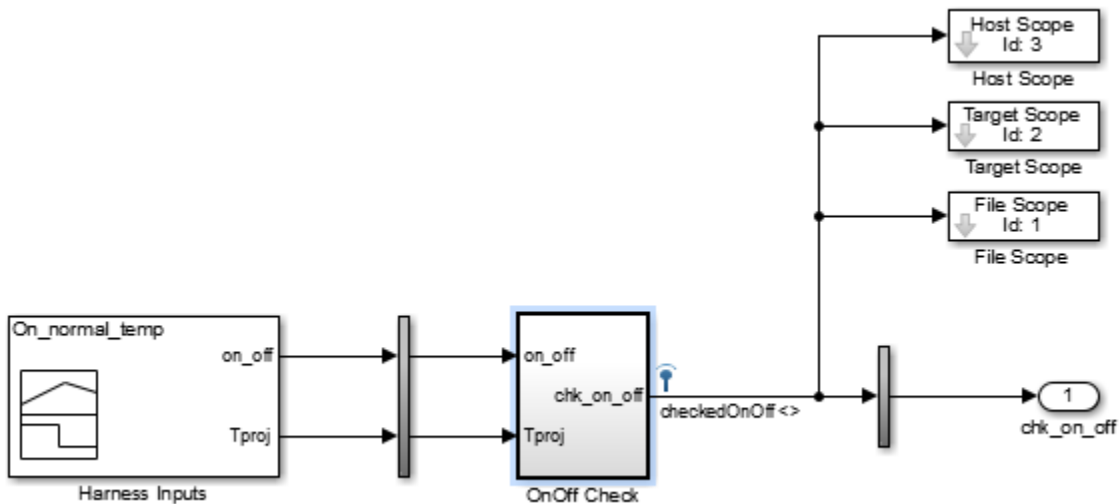 Host Scope
Id: 3
Host Scope
Target Scope
Id: 2
Target Scope
File Scope
Id: 1
File Scope
On_normal_temp
on_off
Tproj
Harness Inputs
on_off
chk_on_off
Tproj
OnOff Check
checkedOnOff <>
1
chk_on_off